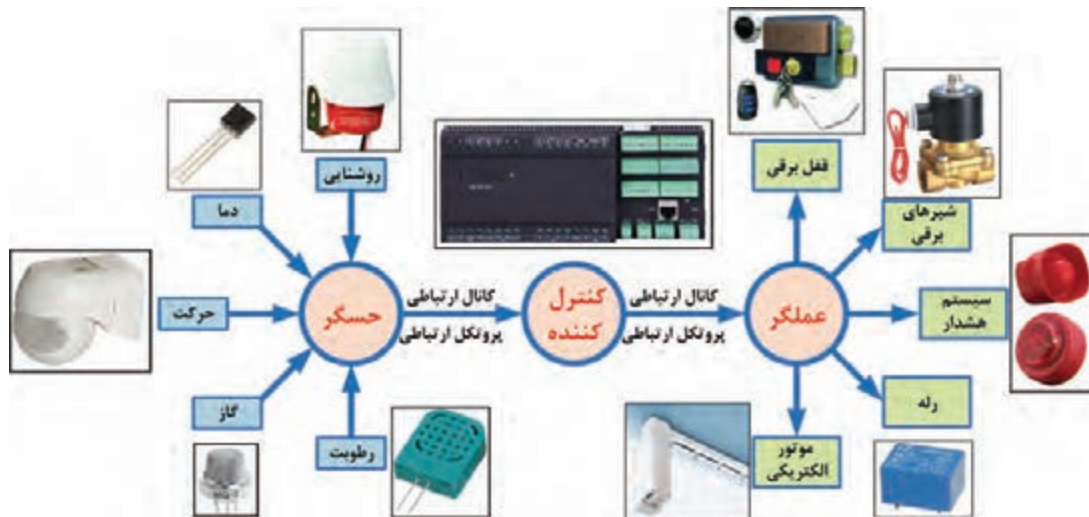 روشنایی
دما
حرکت
گاز
رطوبت
حسگر
کانال ارتباطی
پروتکل ارتباطی
کنترل
کننده
کانال ارتباطی
پروتکل ارتباطی
عملگر
قفل برقی
شیرهای
برقی
سیستم
هشدار
رله
موتور
الکتریکی